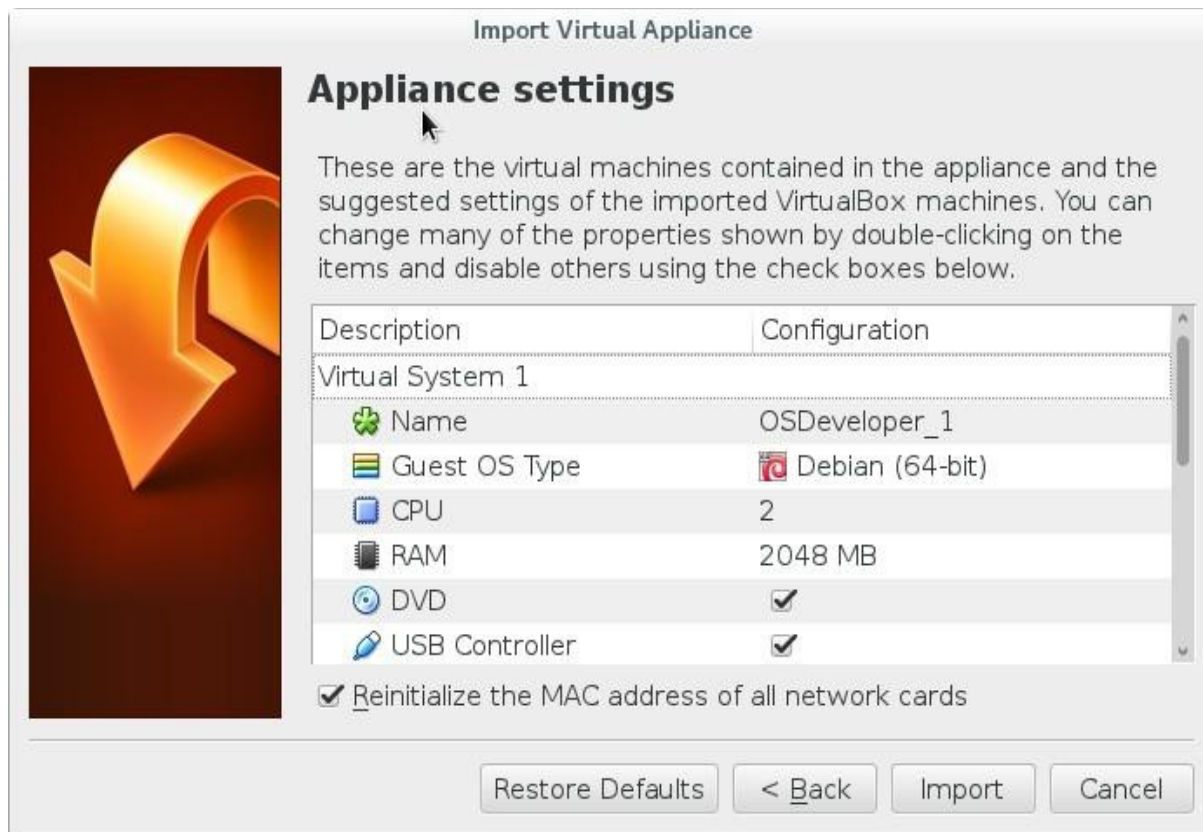 Import Virtual Appliance
Appliance settings
These are the virtual machines contained in the appliance and the
suggested settings of the imported VirtualBox machines. You can
change many of the properties shown by double-clicking on the
items and disable others using the check boxes below.
Description Configuration
Virtual System 1
Name OSDeveloper_1
Guest OS Type Debian (64-bit)
CPU 2
RAM 2048 MB
DVD
USB Controller
Reinitialize the MAC address of all network cards
Restore Defaults < Back Import Cancel